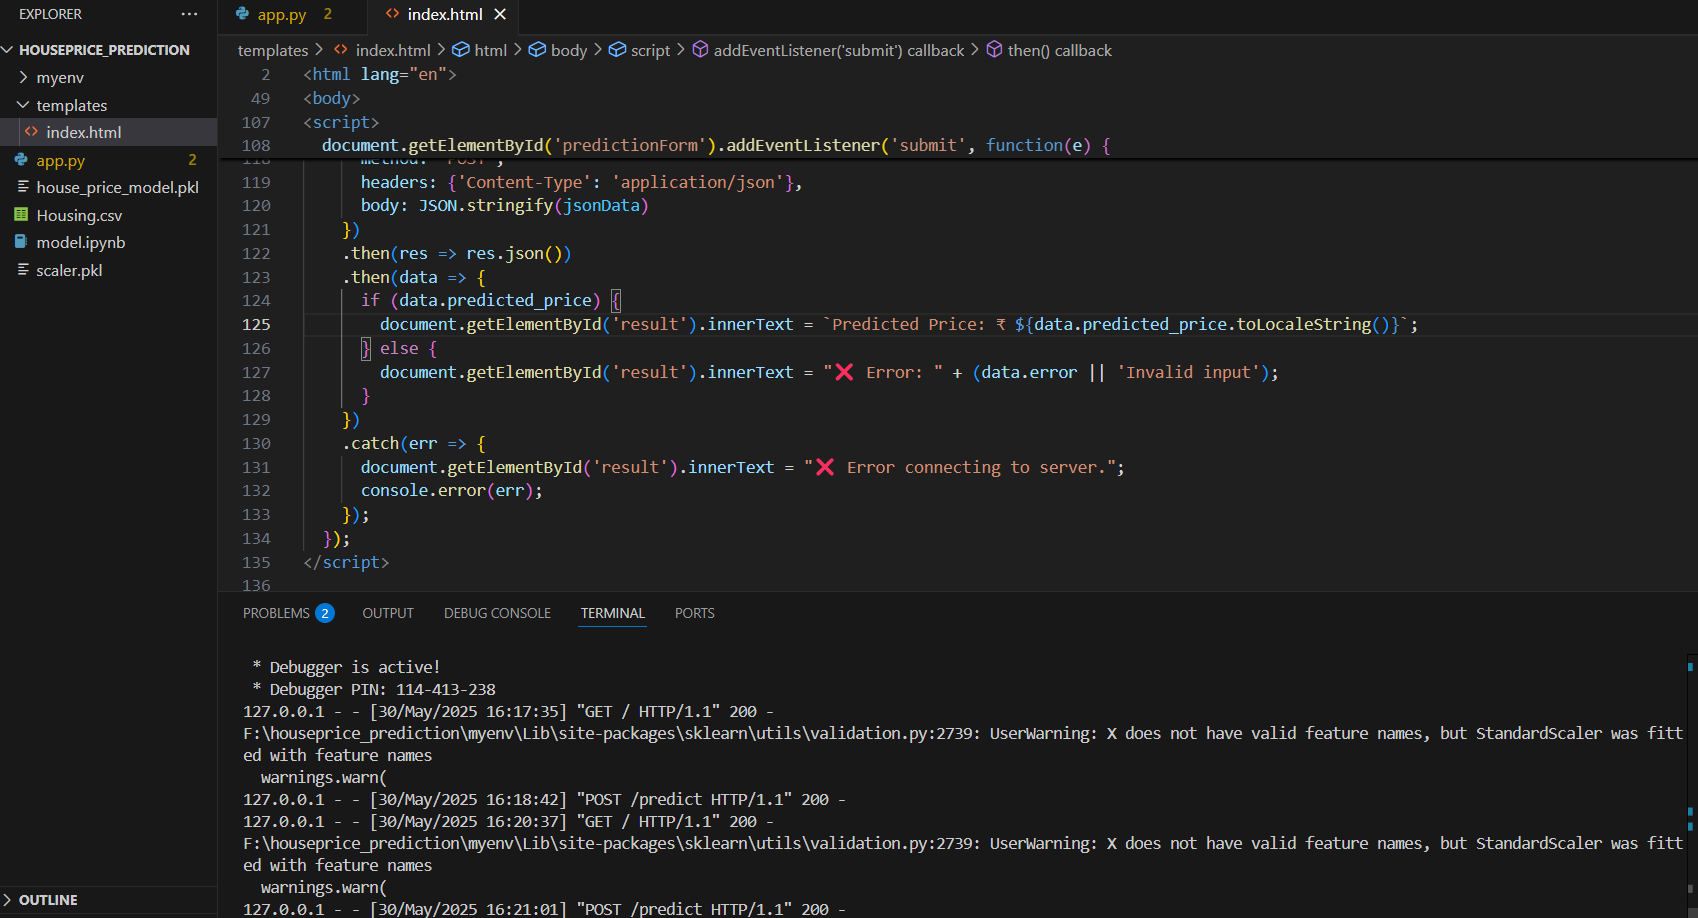 EXPLORER
···
HOUSEPRICE_PREDICTION
myenv
templates
index.html
app.py 2
house_price_model.pkl
Housing.csv
model.ipynb
scaler.pkl
OUTLINE
app.py 2
index.html
templates > index.html > html > body > script > addEventListener('submit') callback > then() callback
2 <html lang="en">
49 <body>
107 <script>
108 document.getElementById('predictionForm').addEventListener('submit', function(e) {
118 method: 'POST',
119 headers: {'Content-Type': 'application/json'},
120 body: JSON.stringify(jsonData)
121 })
122 .then(res => res.json())
123 .then(data => {
124 if (data.predicted_price) {
125 document.getElementById('result').innerText = `Predicted Price: ₹ ${data.predicted_price.toLocaleString()}`;
126 } else {
127 document.getElementById('result').innerText = "❌ Error: " + (data.error || 'Invalid input');
128 }
129 })
130 .catch(err => {
131 document.getElementById('result').innerText = "❌ Error connecting to server.";
132 console.error(err);
133 });
134 });
135 </script>
136
PROBLEMS 2 OUTPUT DEBUG CONSOLE TERMINAL PORTS
* Debugger is active!
* Debugger PIN: 114-413-238
127.0.0.1 - - [30/May/2025 16:17:35] "GET / HTTP/1.1" 200 -
F:\houseprice_prediction\myenv\Lib\site-packages\sklearn\utils\validation.py:2739: UserWarning: X does not have valid feature names, but StandardScaler was fitt
ed with feature names
warnings.warn(
127.0.0.1 - - [30/May/2025 16:18:42] "POST /predict HTTP/1.1" 200 -
127.0.0.1 - - [30/May/2025 16:20:37] "GET / HTTP/1.1" 200 -
F:\houseprice_prediction\myenv\Lib\site-packages\sklearn\utils\validation.py:2739: UserWarning: X does not have valid feature names, but StandardScaler was fitt
ed with feature names
warnings.warn(
127.0.0.1 - - [30/May/2025 16:21:01] "POST /predict HTTP/1.1" 200 -